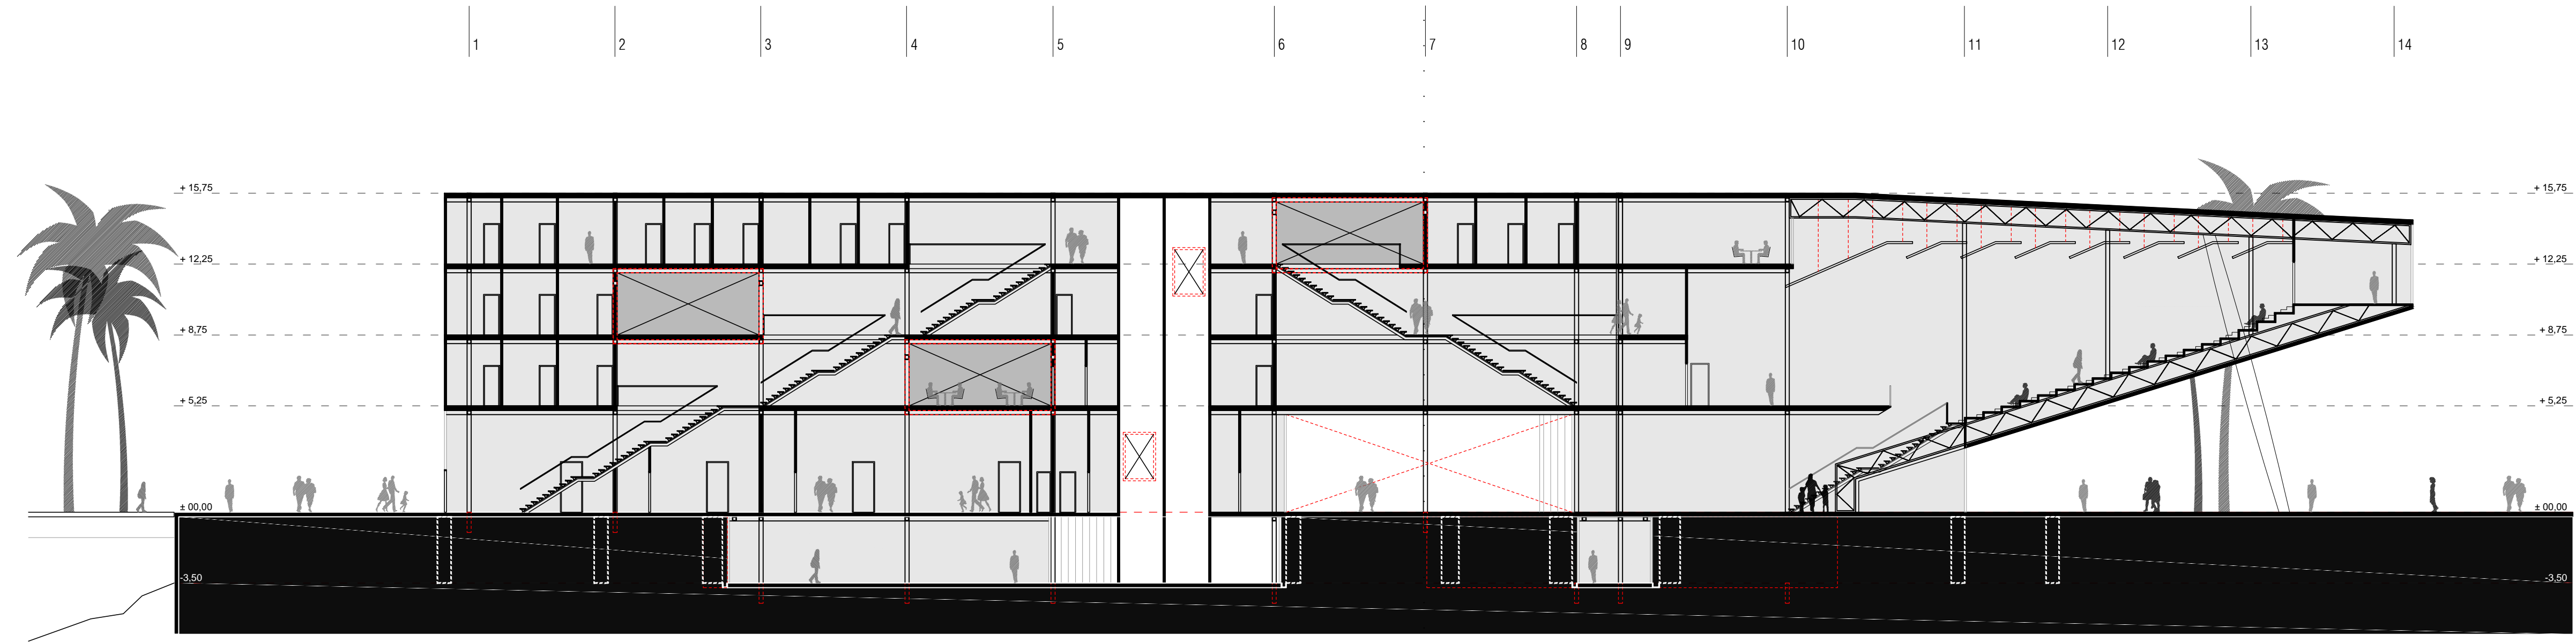 1 2 3 4 5 6 7 8 9 10 11 12 13 14
+ 15,75 + 15,75
+ 12,25 + 12,25
+ 8,75 + 8,75
+ 5,25 + 5,25
± 00,00 ± 00,00
-3,50 -3,50